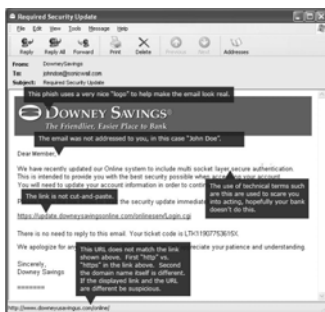 Required Security Update
File Edit View Tools Message Help
Reply Reply All Forward Print Delete Previous Next Addresses
From: DowneySavings
To: johndoe@sonicwall.com
Subject: Required Security Update
This phish uses a very nice "logo" to help make the email look real.
DOWNEY SAVINGS
The Friendlier, Easier Place to Bank
The email was not addressed to you, in this case "John Doe".
Dear Member,
We have recently updated our Online system to include multi socket layer secure authentication.
This is intended to provide you with the best security possible when accessing your account.
You will need to update your account information in order to contin
The use of technical terms such
are this are used to scare you
into acting, hopefully your bank
doesn't do this.
The link is not cut-and-paste.
the security update immediate
https://update.downeysavingsonline.com/onlineserv/Login.cgi
There is no need to reply to this email. Your ticket code is
We apologize for any
reciate your patience and understanding.
This URL does not match the link
shown above. First "http" vs.
"https" in the link above. Second
the domain name itself is different.
If the displayed link and the URL
are different be suspicious.
Sincerely,
Downey Savings
=======